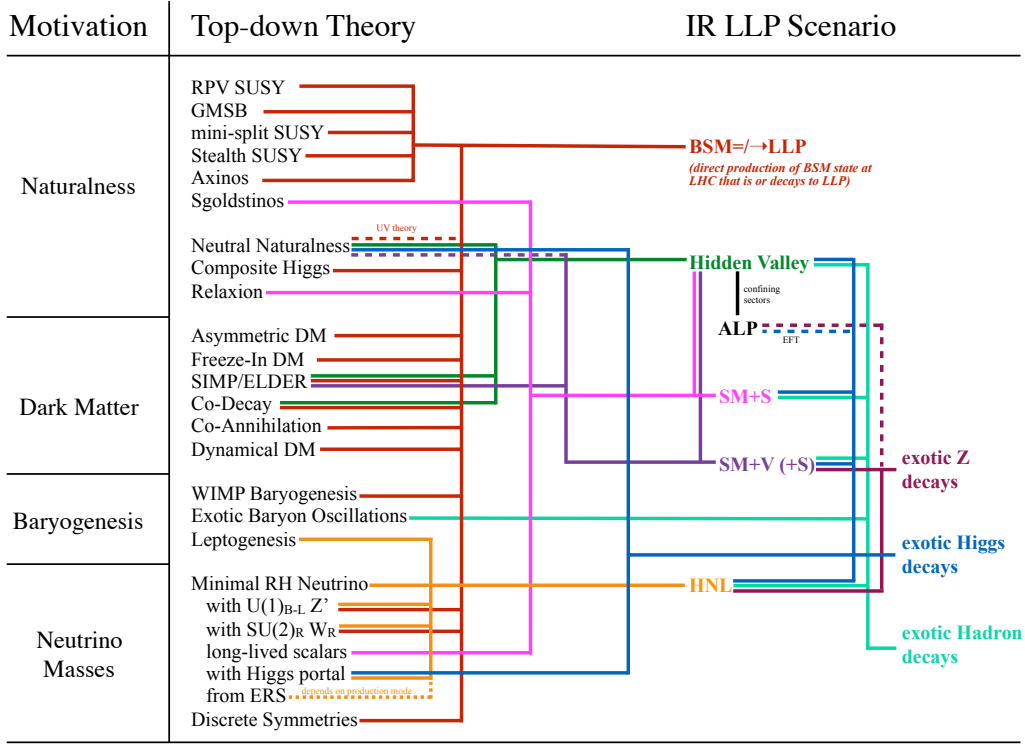 Motivation
Top-down Theory
IR LLP Scenario
Naturalness
RPV SUSY
GMSB
mini-split SUSY
Stealth SUSY
Axinos
Sgoldstinos
BSM=/→LLP
(direct production of BSM state at
LHC that is or decays to LLP)
UV theory
Neutral Naturalness
Composite Higgs
Relaxion
Hidden Valley
confining
sectors
ALP
EFT
Dark Matter
Asymmetric DM
Freeze-In DM
SIMP/ELDER
Co-Decay
Co-Annihilation
Dynamical DM
SM+S
SM+V (+S)
exotic Z
decays
Baryogenesis
WIMP Baryogenesis
Exotic Baryon Oscillations
Leptogenesis
exotic Higgs
decays
Neutrino
Masses
Minimal RH Neutrino
with U(1)B-L Z'
with SU(2)R WR
long-lived scalars
with Higgs portal
from ERS
depends on production mode
Discrete Symmetries
HNL
exotic Hadron
decays